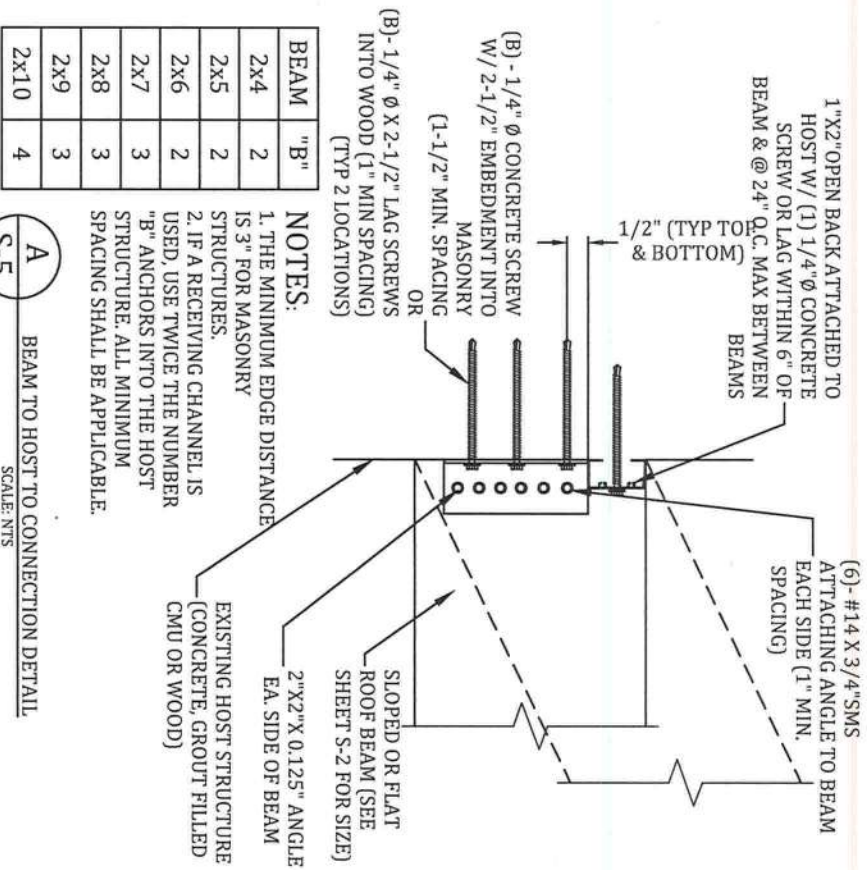 1"X2"OPEN BACK ATTACHED TO
HOST W/ (1) 1/4"Ø CONCRETE
SCREW OR LAG WITHIN 6" OF
BEAM & @ 24" O.C. MAX BETWEEN
BEAMS
(6)- #14 X 3/4"SMS
ATTACHING ANGLE TO BEAM
EACH SIDE (1" MIN.
SPACING)
1/2" (TYP TOP
& BOTTOM)
(B) - 1/4" Ø CONCRETE SCREW
W/ 2-1/2" EMBEDMENT INTO
MASONRY
(1-1/2" MIN. SPACING
OR
(B)- 1/4" Ø X 2-1/2" LAG SCREWS
INTO WOOD (1" MIN SPACING)
(TYP 2 LOCATIONS)
SLOPED OR FLAT
ROOF BEAM (SEE
SHEET S-2 FOR SIZE)
2"X2"X 0.125" ANGLE
EA. SIDE OF BEAM
EXISTING HOST STRUCTURE
(CONCRETE, GROUT FILLED
CMU OR WOOD)
BEAM "B"
2x4 2
2x5 2
2x6 2
2x7 3
2x8 3
2x9 3
2x10 4
NOTES:
1. THE MINIMUM EDGE DISTANCE
IS 3" FOR MASONRY
STRUCTURES.
2. IF A RECEIVING CHANNEL IS
USED, USE TWICE THE NUMBER
"B" ANCHORS INTO THE HOST
STRUCTURE. ALL MINIMUM
SPACING SHALL BE APPLICABLE.
A
S-5
BEAM TO HOST TO CONNECTION DETAIL
SCALE: NTS